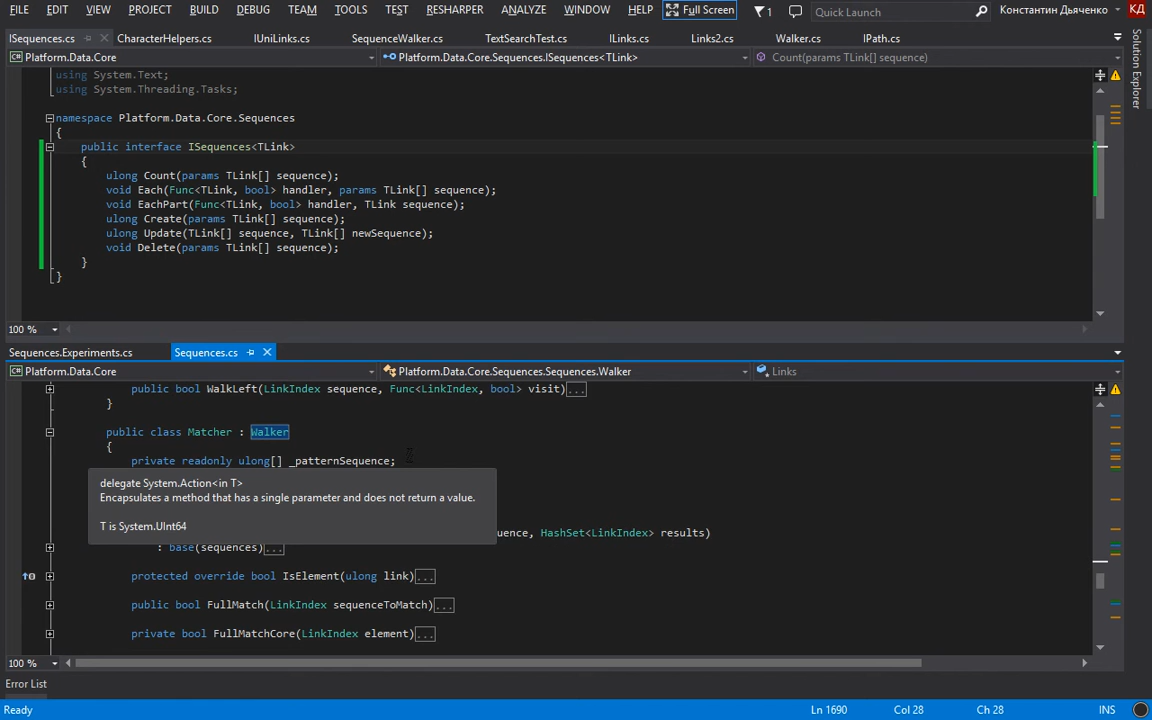 FILE EDIT VIEW PROJECT BUILD DEBUG TEAM TOOLS TEST RESHARPER ANALYZE WINDOW HELP Full Screen 1 Quick Launch Константин Дьяченко КД
ISequences.cs CharacterHelpers.cs IUniLinks.cs SequenceWalker.cs TextSearchTest.cs ILinks.cs Links2.cs Walker.cs IPath.cs
Platform.Data.Core Platform.Data.Core.Sequences.ISequences<TLink> Count(params TLink[] sequence)
Solution Explorer
using System.Text;
using System.Threading.Tasks;
namespace Platform.Data.Core.Sequences
{
public interface ISequences<TLink>
{
ulong Count(params TLink[] sequence);
void Each(Func<TLink, bool> handler, params TLink[] sequence);
void EachPart(Func<TLink, bool> handler, TLink sequence);
ulong Create(params TLink[] sequence);
ulong Update(TLink[] sequence, TLink[] newSequence);
void Delete(params TLink[] sequence);
}
}
100 %
Sequences.Experiments.cs Sequences.cs
Platform.Data.Core Platform.Data.Core.Sequences.Sequences.Walker Links
public bool WalkLeft(LinkIndex sequence, Func<LinkIndex, bool> visit)...
}
public class Matcher : Walker
{
private readonly ulong[] _patternSequence;
delegate System.Action<in T>
Encapsulates a method that has a single parameter and does not return a value.
T is System.UInt64
uence, HashSet<LinkIndex> results)
: base(sequences)...
protected override bool IsElement(ulong link)...
public bool FullMatch(LinkIndex sequenceToMatch)...
private bool FullMatchCore(LinkIndex element)...
100 %
Error List
Ready Ln 1690 Col 28 Ch 28 INS